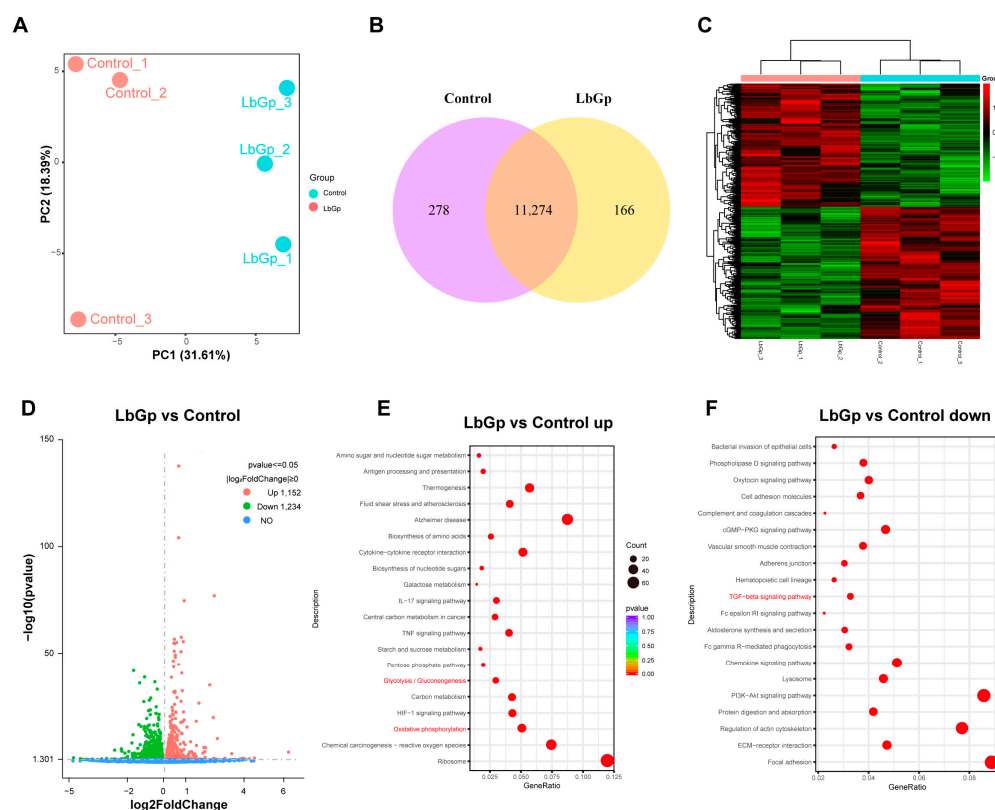 A
Control_1
Control_2
LbGp_3
LbGp_2
LbGp_1
Control_3
5
0
−5
−5
0
5
PC2 (18.39%)
PC1 (31.61%)
Group
Control
LbGp
B
Control
LbGp
278
11,274
166
C
Group
1
LbGp_3
LbGp_1
LbGp_2
Control_2
Control_1
Control_3
D
LbGp vs Control
150
100
50
1.301
−log10(pvalue)
pvalue<=0.05
|log₂FoldChange|≥0
Up 1,152
Down 1,234
NO
−5
−2
−1
0
1
2
4
6
log2FoldChange
E
LbGp vs Control up
Description
Amino sugar and nucleotide sugar metabolism
Antigen processing and presentation
Thermogenesis
Fluid shear stress and atherosclerosis
Alzheimer disease
Biosynthesis of amino acids
Cytokine−cytokine receptor interaction
Biosynthesis of nucleotide sugars
Galactose metabolism
IL−17 signaling pathway
Central carbon metabolism in cancer
TNF signaling pathway
Starch and sucrose metabolism
Pentose phosphate pathway
Glycolysis / Gluconeogenesis
Carbon metabolism
HIF−1 signaling pathway
Oxidative phosphorylation
Chemical carcinogenesis − reactive oxygen species
Ribosome
0.025
0.050
0.075
0.100
0.125
GeneRatio
Count
20
40
60
pvalue
1.00
0.75
0.50
0.25
0.00
F
LbGp vs Control down
Description
Bacterial invasion of epithelial cells
Phospholipase D signaling pathway
Oxytocin signaling pathway
Cell adhesion molecules
Complement and coagulation cascades
cGMP−PKG signaling pathway
Vascular smooth muscle contraction
Adherens junction
Hematopoietic cell lineage
TGF−beta signaling pathway
Fc epsilon RI signaling pathway
Aldosterone synthesis and secretion
Fc gamma R−mediated phagocytosis
Chemokine signaling pathway
Lysosome
PI3K−Akt signaling pathway
Protein digestion and absorption
Regulation of actin cytoskeleton
ECM−receptor interaction
Focal adhesion
0.02
0.04
0.06
0.08
GeneRatio